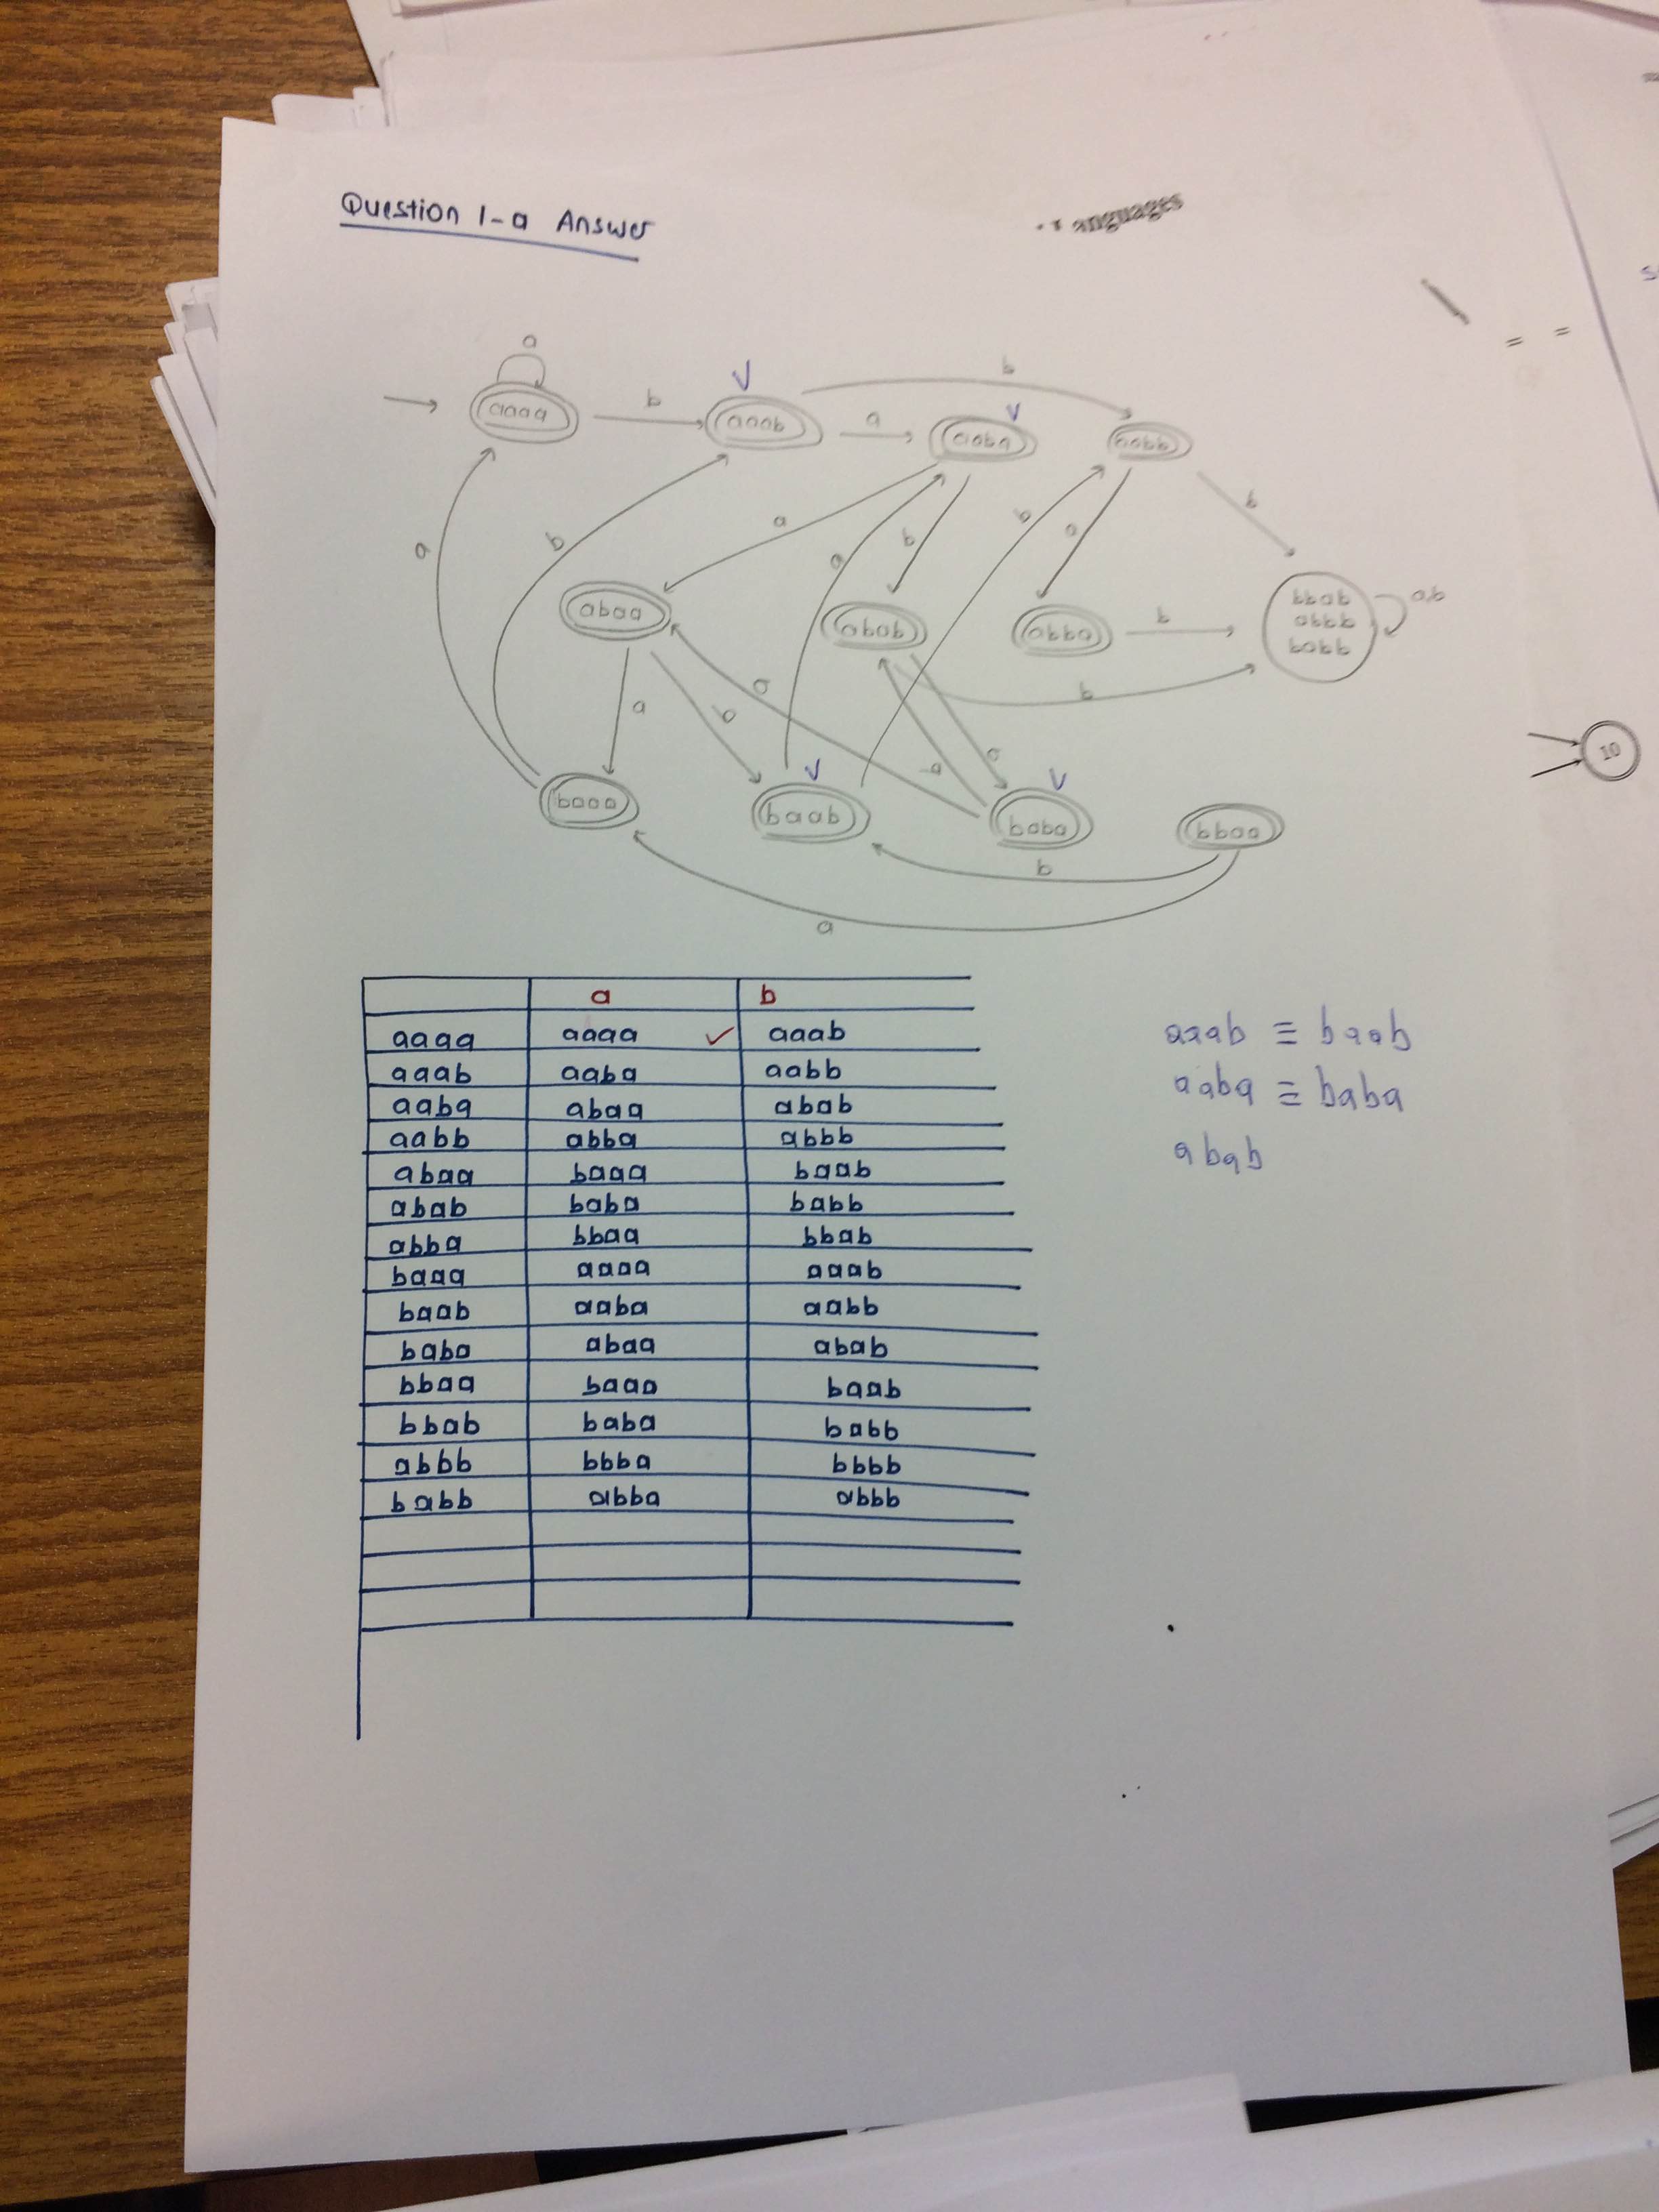 Question 1-a Answer
anguages
= =
a
aaaa b aaab a aaba b aabb
b
a b a a b b a b
abaa abab abba b bbab
abbb
babb a,b
a b a a b b
baaa baab baba bbaa
10
b
a
a b
aaaa aaaa ✓ aaab
aaab aaba aabb
aaba abaa abab
aabb abba abbb
abaa baaa baab
abab baba babb
abba bbaa bbab
baaa aaaa aaab
baab aaba aabb
baba abaa abab
bbaa baaa baab
bbab baba babb
abbb bbba bbbb
babb abba abbb
aaab ≡ baab
aaba ≡ baba
abab